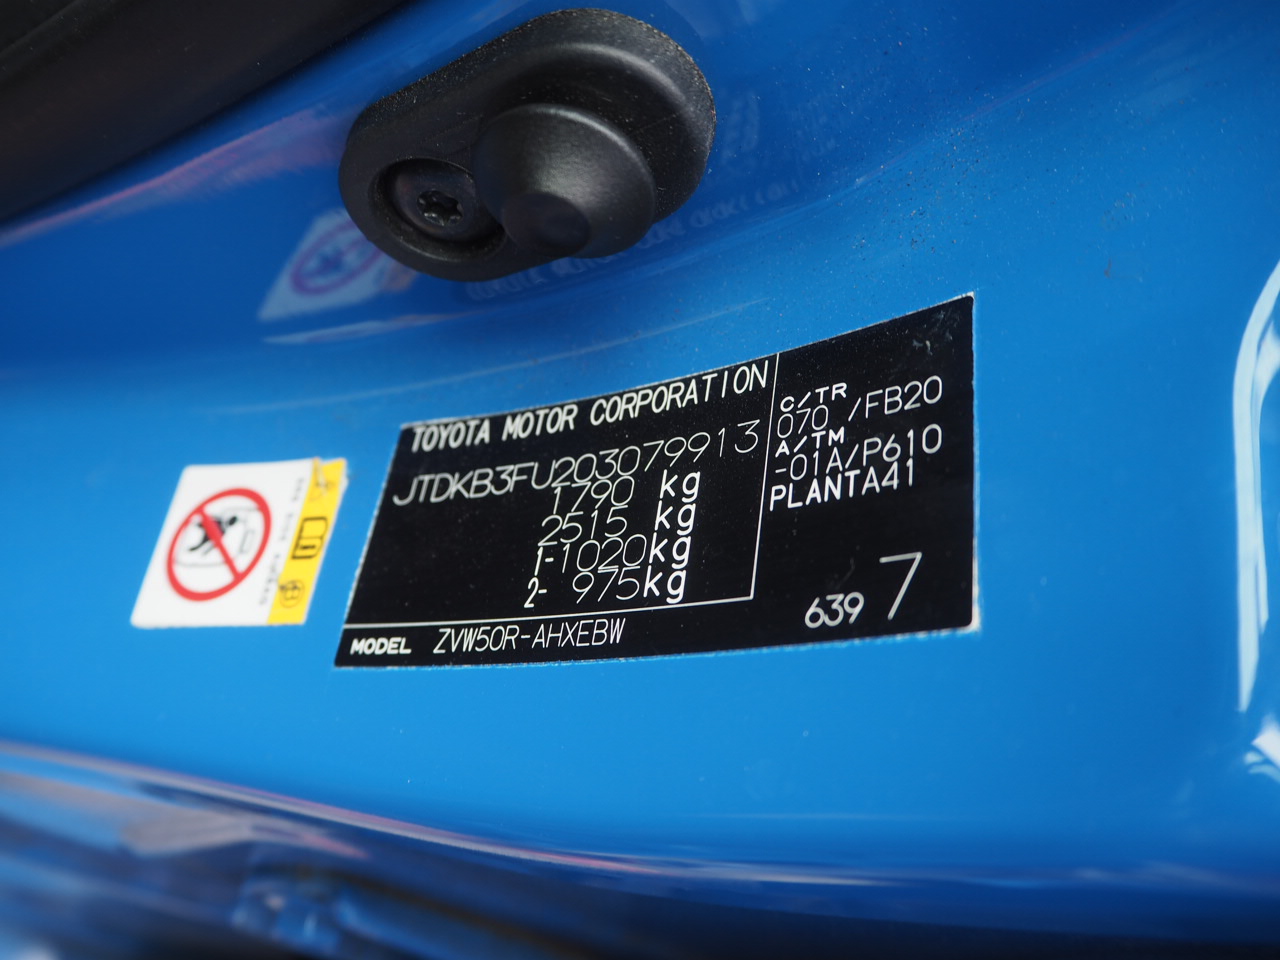 TOYOTA MOTOR CORPORATION
JTDKB3FU203079913
1790 kg
2515 kg
1-1020kg
2- 975kg
C/TR
070 /FB20
A/TM
-01A/P610
PLANTA41
639 7
MODEL ZVW50R-AHXEBW